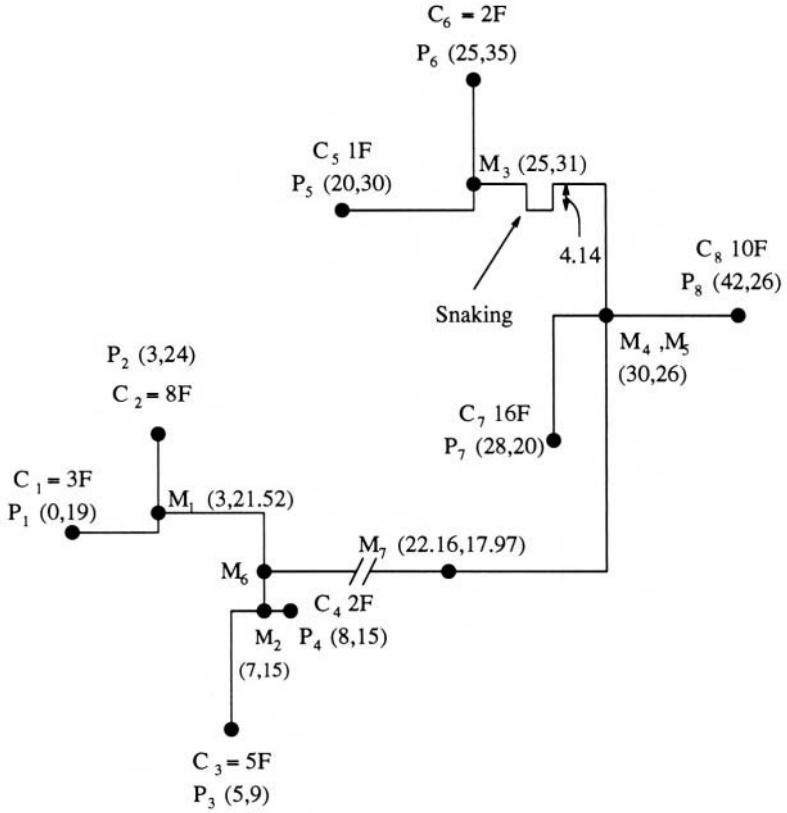 C6 = 2F
P6 (25,35)
C5 1F
P5 (20,30)
M3 (25,31)
4.14
Snaking
C8 10F
P8 (42,26)
M4 ,M5
(30,26)
P2 (3,24)
C2 = 8F
C7 16F
P7 (28,20)
C1 = 3F
P1 (0,19)
M1 (3,21.52)
M7 (22.16,17.97)
M6
C4 2F
M2 P4 (8,15)
(7,15)
C3 = 5F
P3 (5,9)